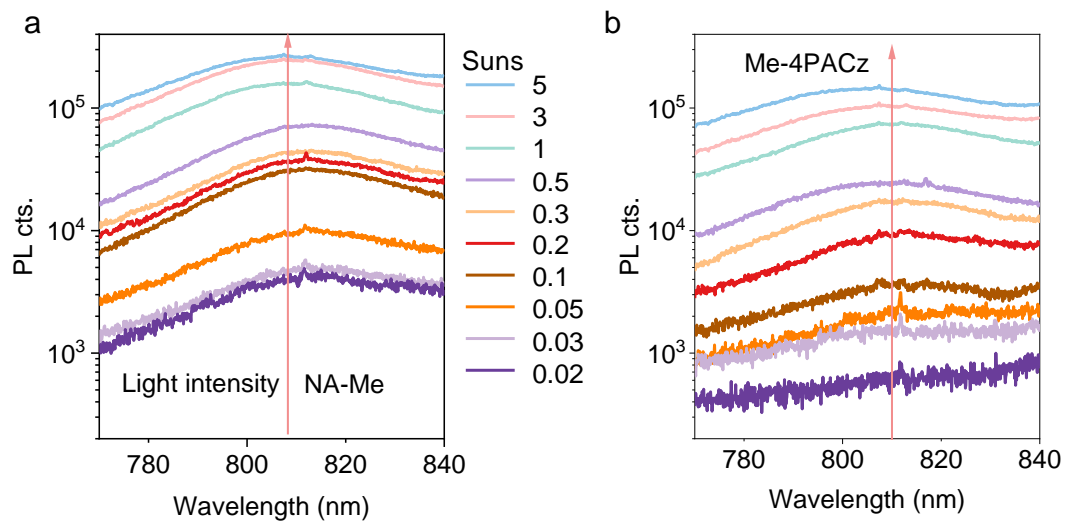 a
PL cts.
10^5
10^4
10^3
Light intensity
NA-Me
780
800
820
840
Wavelength (nm)
Suns
5
3
1
0.5
0.3
0.2
0.1
0.05
0.03
0.02
b
Me-4PACz
PL cts.
10^5
10^4
10^3
780
800
820
840
Wavelength (nm)